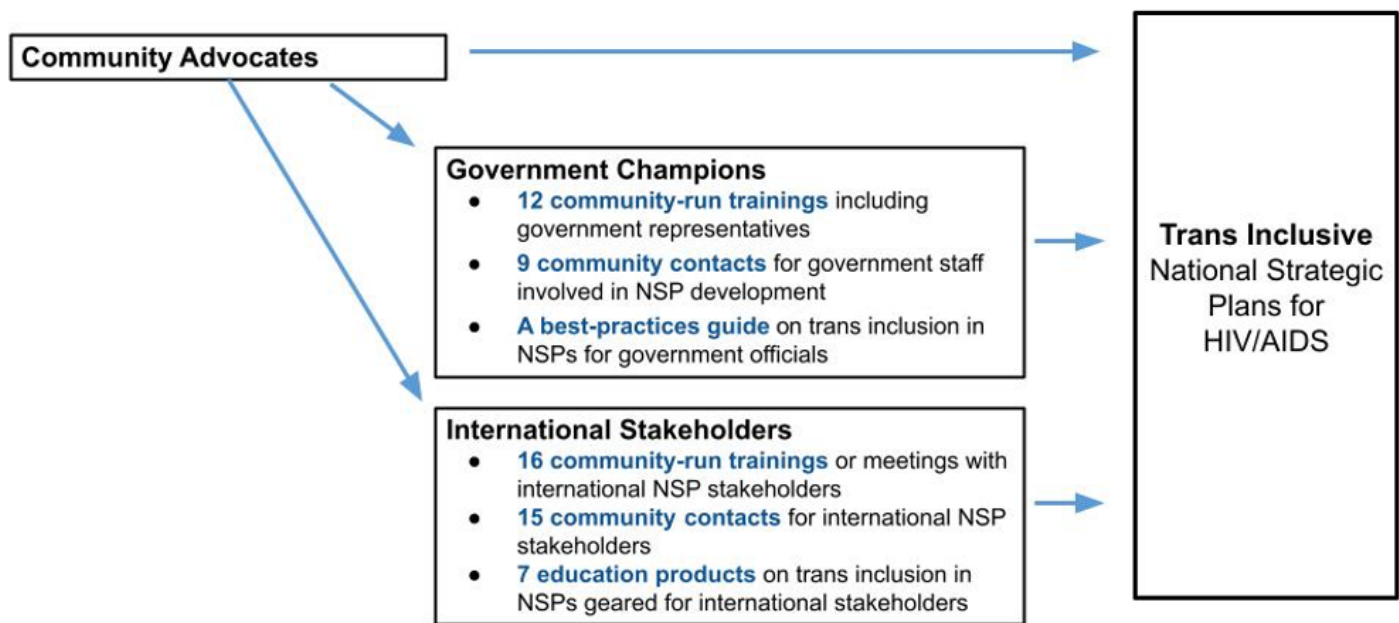 Community Advocates
Government Champions
● 12 community-run trainings including
government representatives
● 9 community contacts for government staff
involved in NSP development
● A best-practices guide on trans inclusion in
NSPs for government officials
International Stakeholders
● 16 community-run trainings or meetings with
international NSP stakeholders
● 15 community contacts for international NSP
stakeholders
● 7 education products on trans inclusion in
NSPs geared for international stakeholders
Trans Inclusive
National Strategic
Plans for
HIV/AIDS